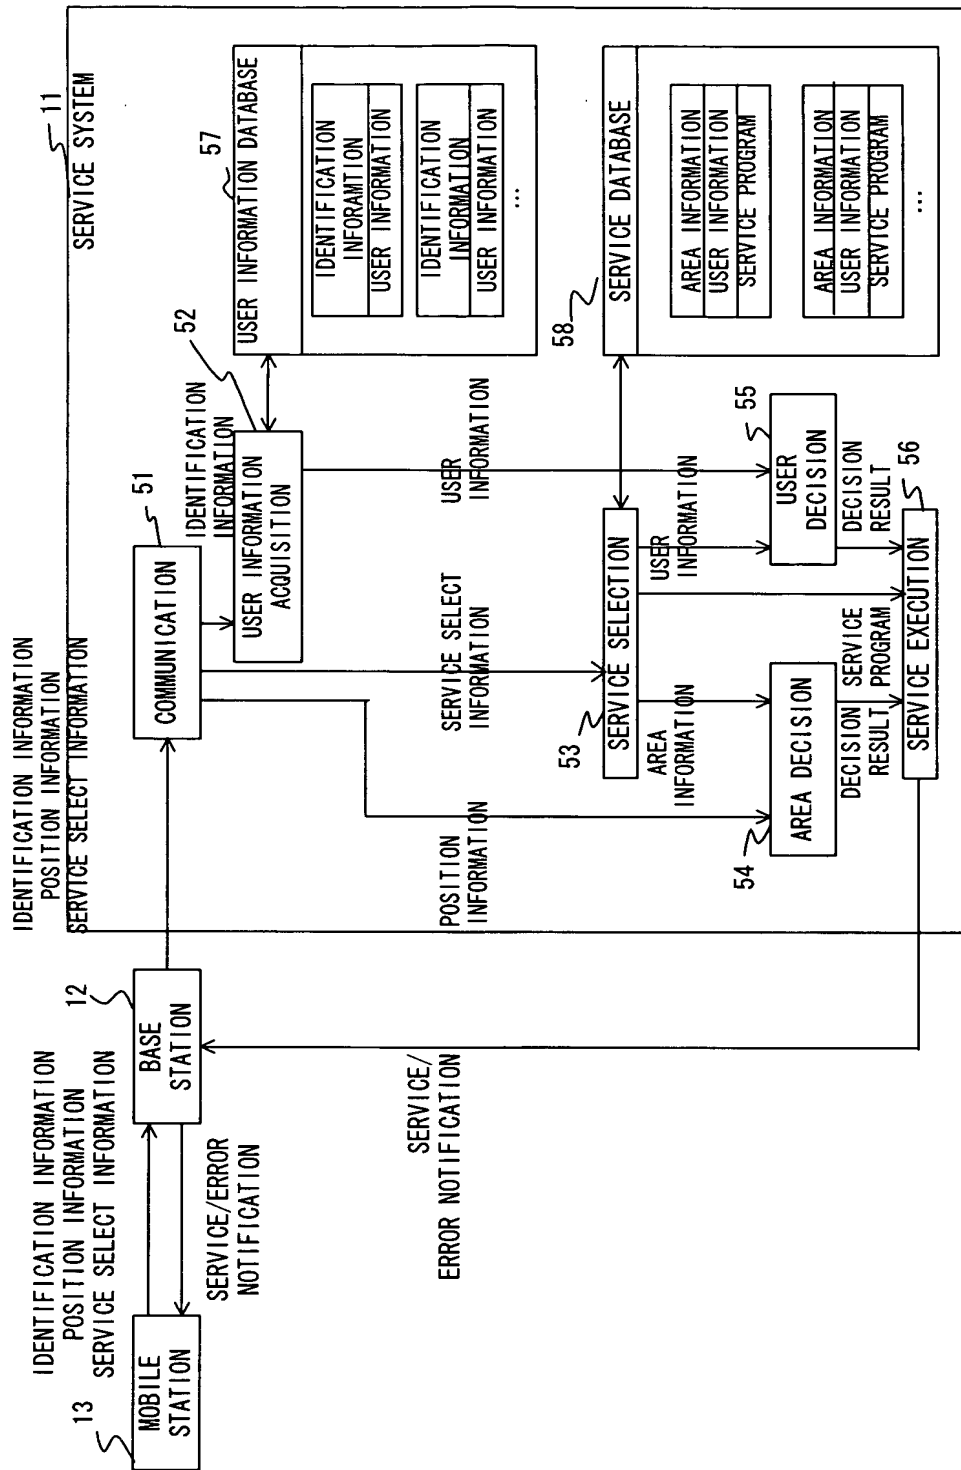 SERVICE SYSTEM
11
IDENTIFICATION INFORMATION
POSITION INFORMATION
SERVICE SELECT INFORMATION
13
MOBILE
STATION
IDENTIFICATION INFORMATION
POSITION INFORMATION
SERVICE SELECT INFORMATION
SERVICE/ERROR
NOTIFICATION
12
BASE
STATION
SERVICE/
ERROR NOTIFICATION
51
COMMUNICATION
IDENTIFICATION
INFORMATION
52
USER INFORMATION
ACQUISITION
57
USER INFORMATION DATABASE
IDENTIFICATION
INFORAMTION
USER INFORMATION
IDENTIFICATION
INFORMATION
USER INFORMATION
...
POSITION
INFORMATION
SERVICE SELECT
INFORMATION
USER
INFORMATION
53
SERVICE SELECTION
58
SERVICE DATABASE
AREA INFORMATION
USER INFORMATION
SERVICE PROGRAM
AREA INFORMATION
USER INFORMATION
SERVICE PROGRAM
...
AREA
INFORMATION
USER
INFORMATION
54
AREA DECISION
55
USER
DECISION
DECISION
RESULT
SERVICE
PROGRAM
DECISION
RESULT
56
SERVICE EXECUTION